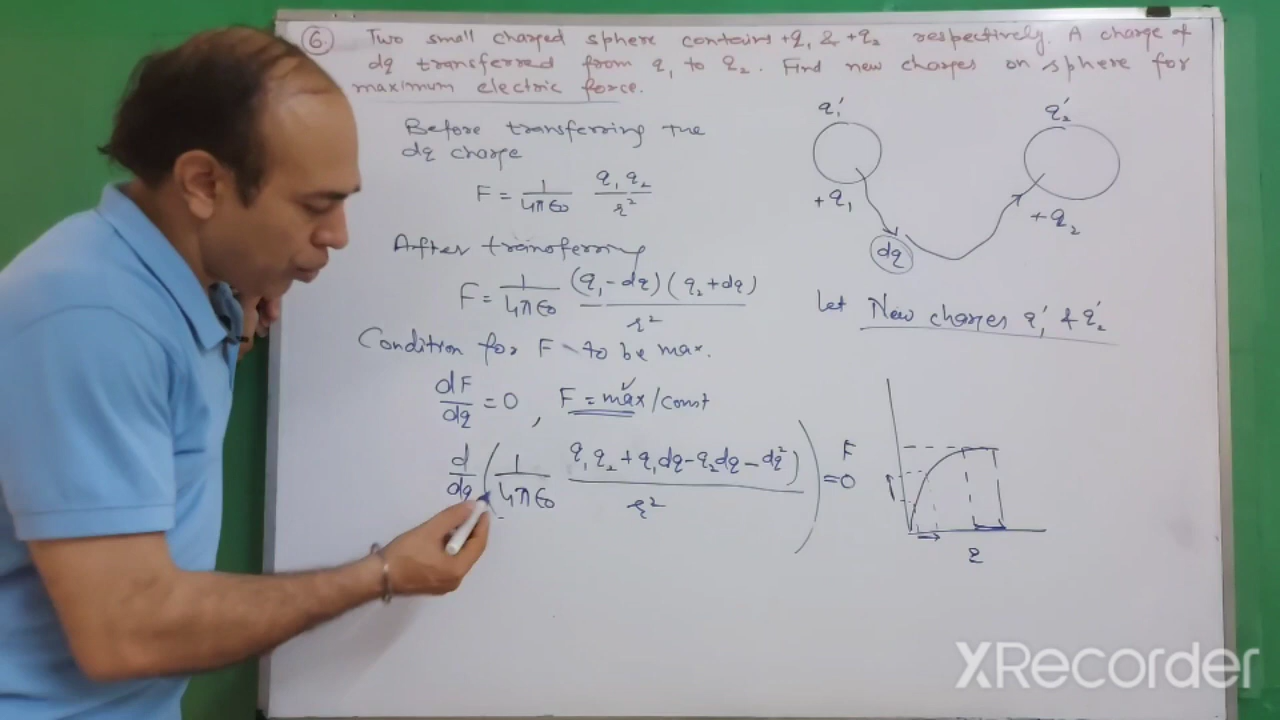 6. Two small charged sphere contains +q₁ & +q₂ respectively. A charge of
dq transferred from q₁ to q₂. Find new charges on sphere for
maximum electric force.
Before transferring the
dq charge
F = 1/4πε₀ q₁q₂/r²
After transferring
F = 1/4πε₀ (q₁-dq)(q₂+dq)/r²
Condition for F to be max.
dF/dq = 0, F = max/const
d/dq (1/4πε₀ q₁q₂+q₁dq-q₂dq-dq²)/r²) = 0
q₁'
q₂'
+q₁
+q₂
dq
let New charges q₁' & q₂'
F
q
XRecorder